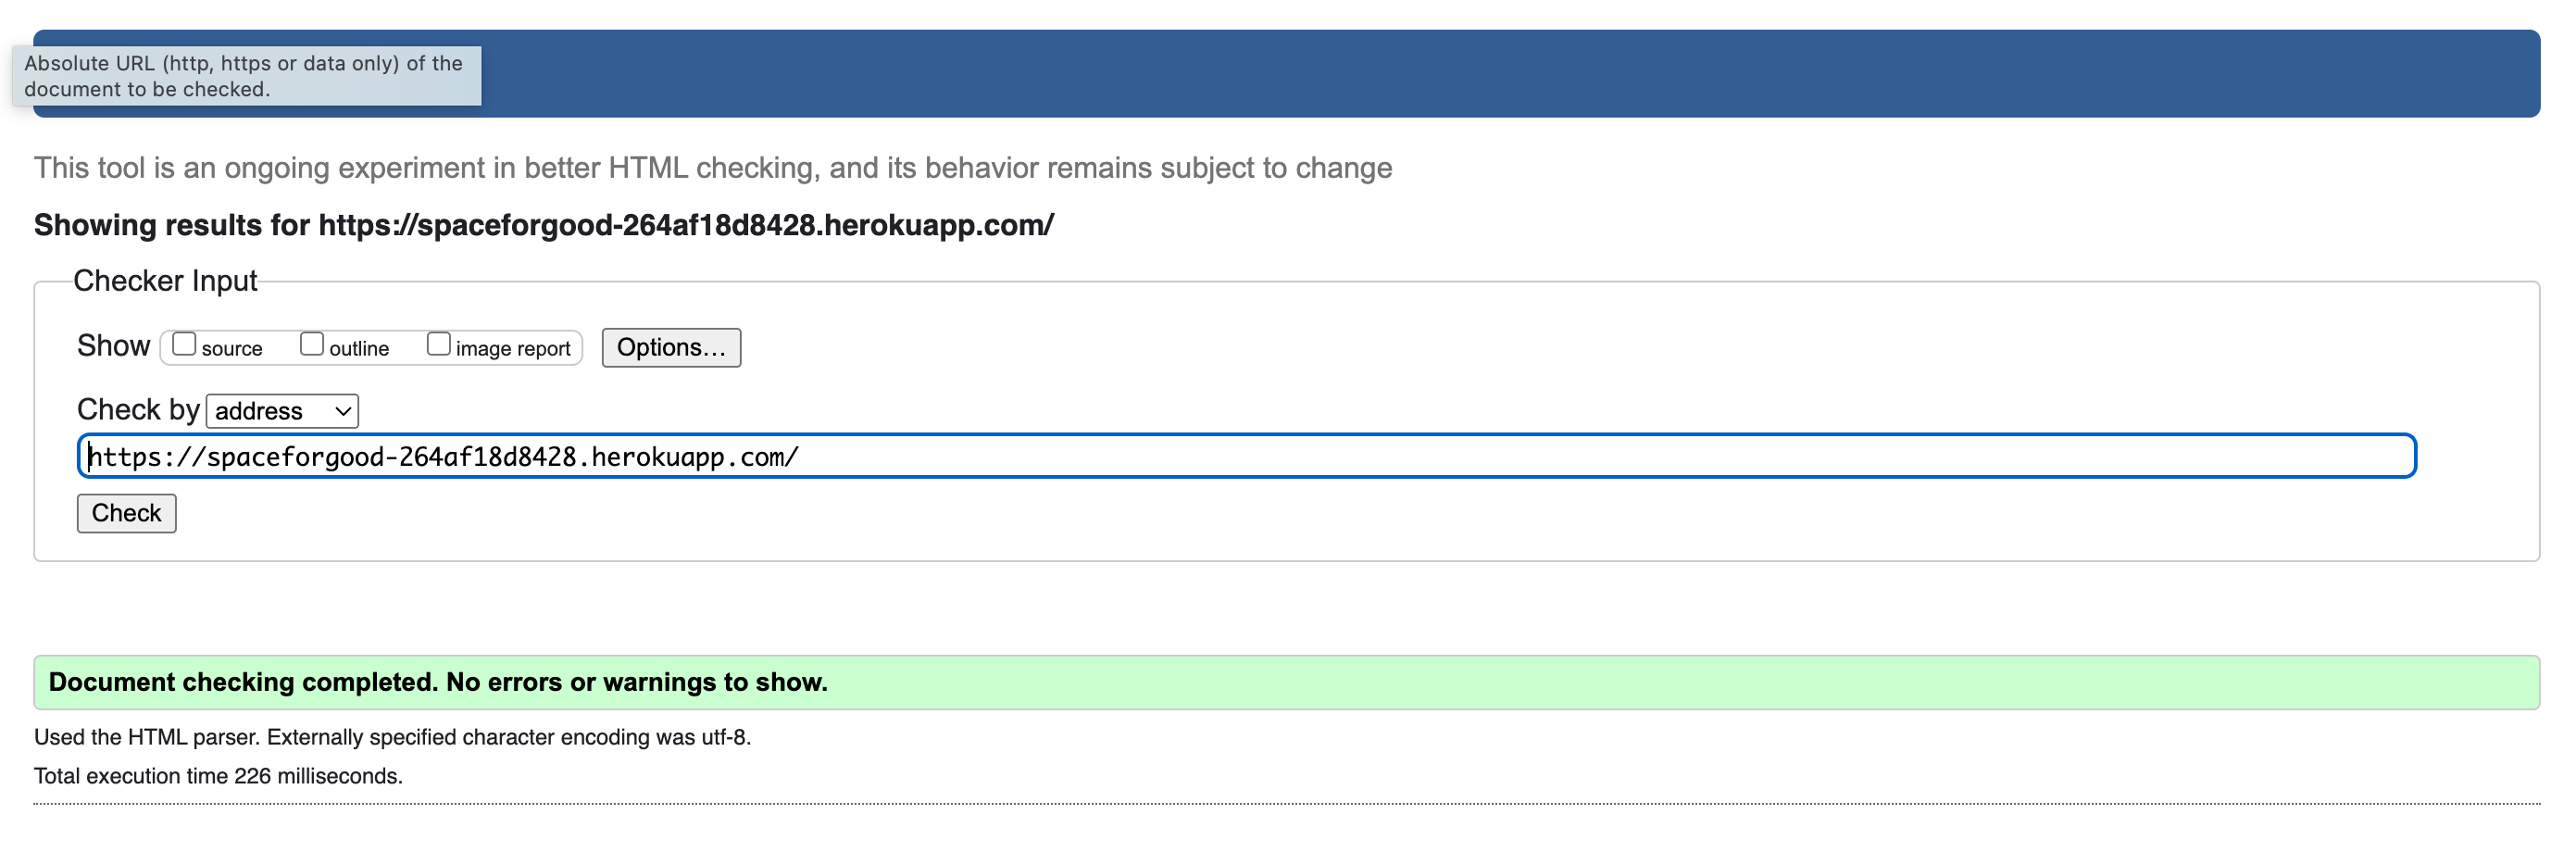 Absolute URL (http, https or data only) of the
document to be checked.
This tool is an ongoing experiment in better HTML checking, and its behavior remains subject to change
Showing results for https://spaceforgood-264af18d8428.herokuapp.com/
Checker Input
Show source outline image report Options...
Check by address
https://spaceforgood-264af18d8428.herokuapp.com/
Check
Document checking completed. No errors or warnings to show.
Used the HTML parser. Externally specified character encoding was utf-8.
Total execution time 226 milliseconds.